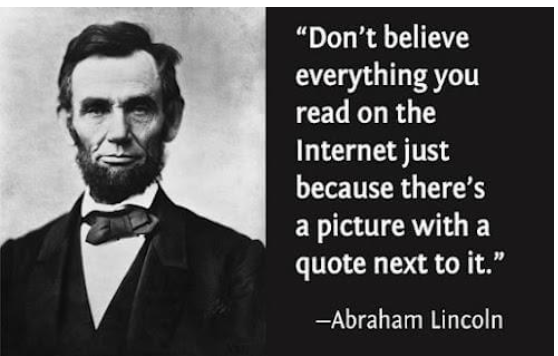 “Don’t believe
everything you
read on the
Internet just
because there’s
a picture with a
quote next to it.”
—Abraham Lincoln